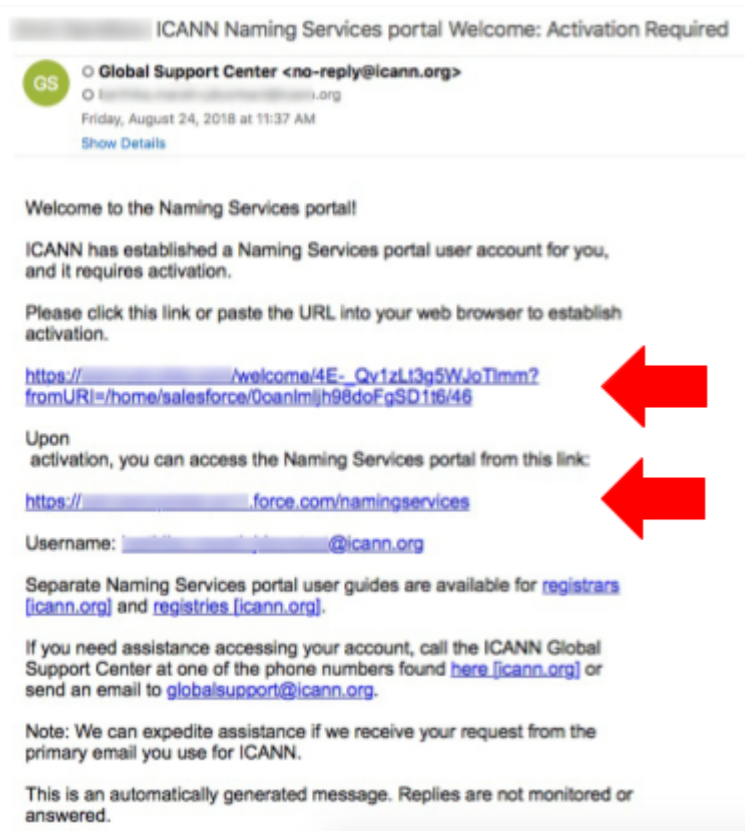 ICANN Naming Services portal Welcome: Activation Required
GS
Global Support Center <no-reply@icann.org>
.org
Friday, August 24, 2018 at 11:37 AM
Show Details
Welcome to the Naming Services portal!
ICANN has established a Naming Services portal user account for you,
and it requires activation.
Please click this link or paste the URL into your web browser to establish
activation.
https:// /welcome/4E-_Qv1zLt3g5WJoTlmm?
fromURI=/home/salesforce/0oanlmljh98doFgSD1t6/46
Upon
activation, you can access the Naming Services portal from this link:
https:// .force.com/namingservices
Username: @icann.org
Separate Naming Services portal user guides are available for registrars
[icann.org] and registries [icann.org].
If you need assistance accessing your account, call the ICANN Global
Support Center at one of the phone numbers found here [icann.org] or
send an email to globalsupport@icann.org.
Note: We can expedite assistance if we receive your request from the
primary email you use for ICANN.
This is an automatically generated message. Replies are not monitored or
answered.